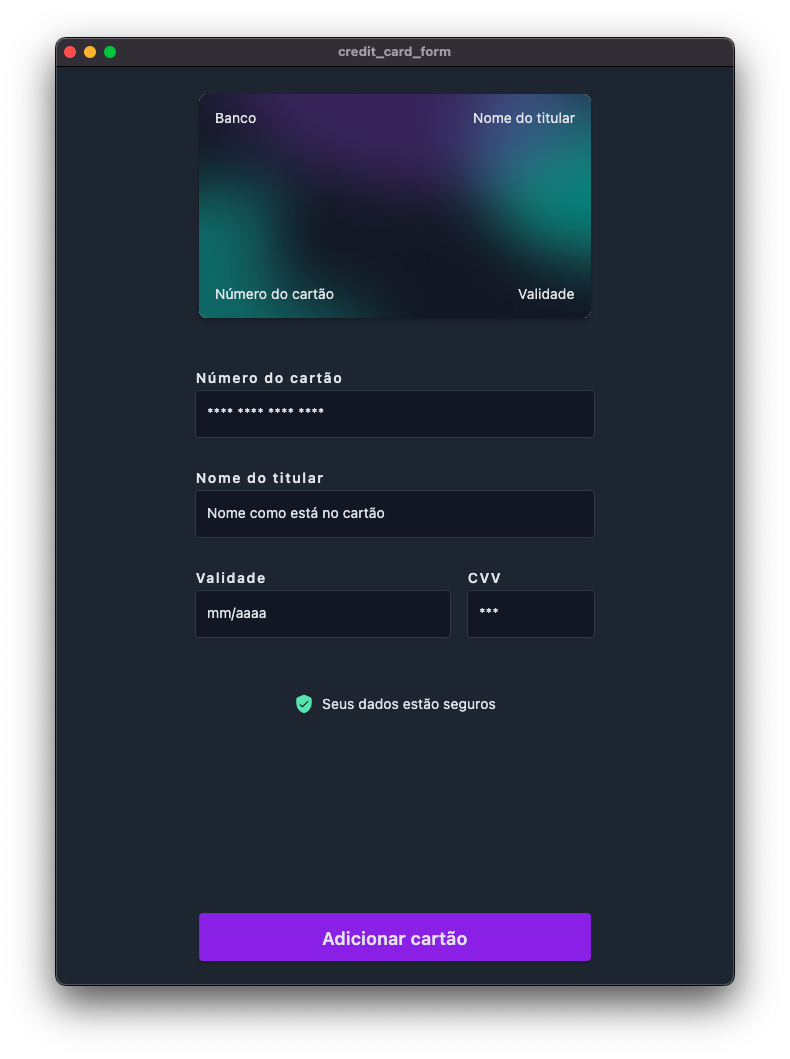 credit_card_form
Banco
Nome do titular
Número do cartão
Validade
Número do cartão
**** **** **** ****
Nome do titular
Nome como está no cartão
Validade
CVV
mm/aaaa
***
Seus dados estão seguros
Adicionar cartão